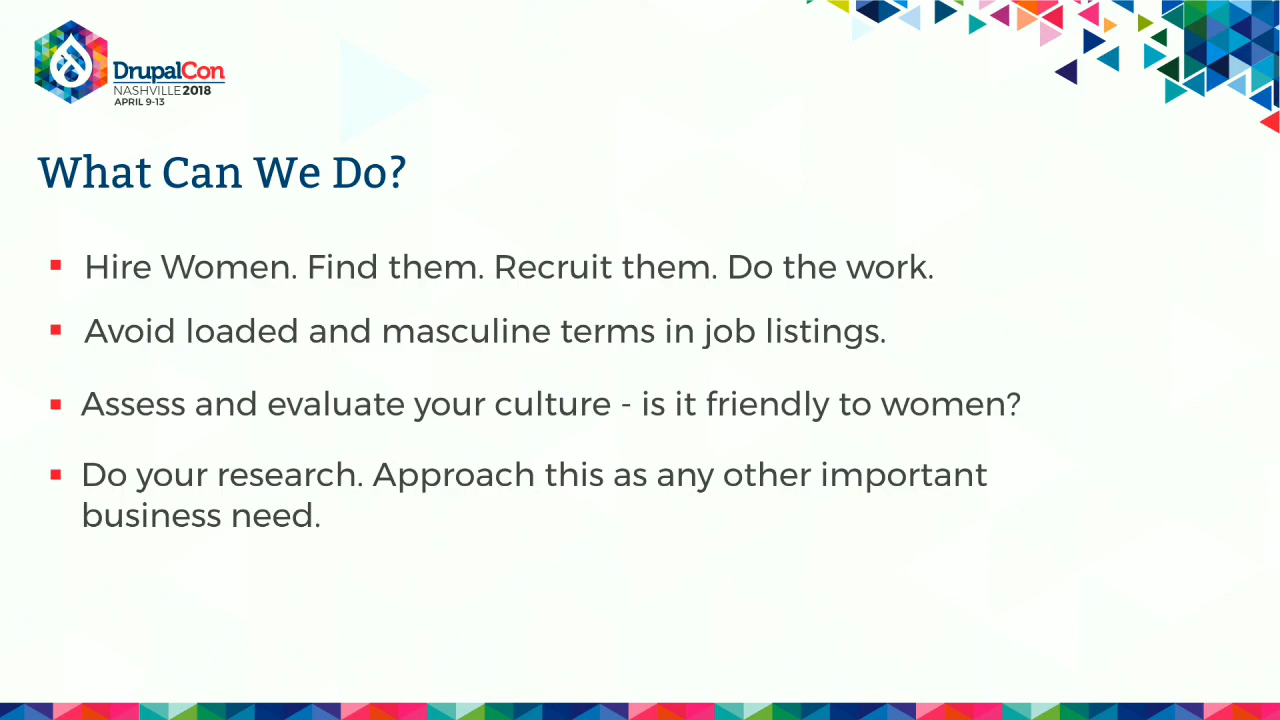 DrupalCon
NASHVILLE 2018
APRIL 9-13
What Can We Do?
Hire Women. Find them. Recruit them. Do the work.
Avoid loaded and masculine terms in job listings.
Assess and evaluate your culture - is it friendly to women?
Do your research. Approach this as any other important
business need.